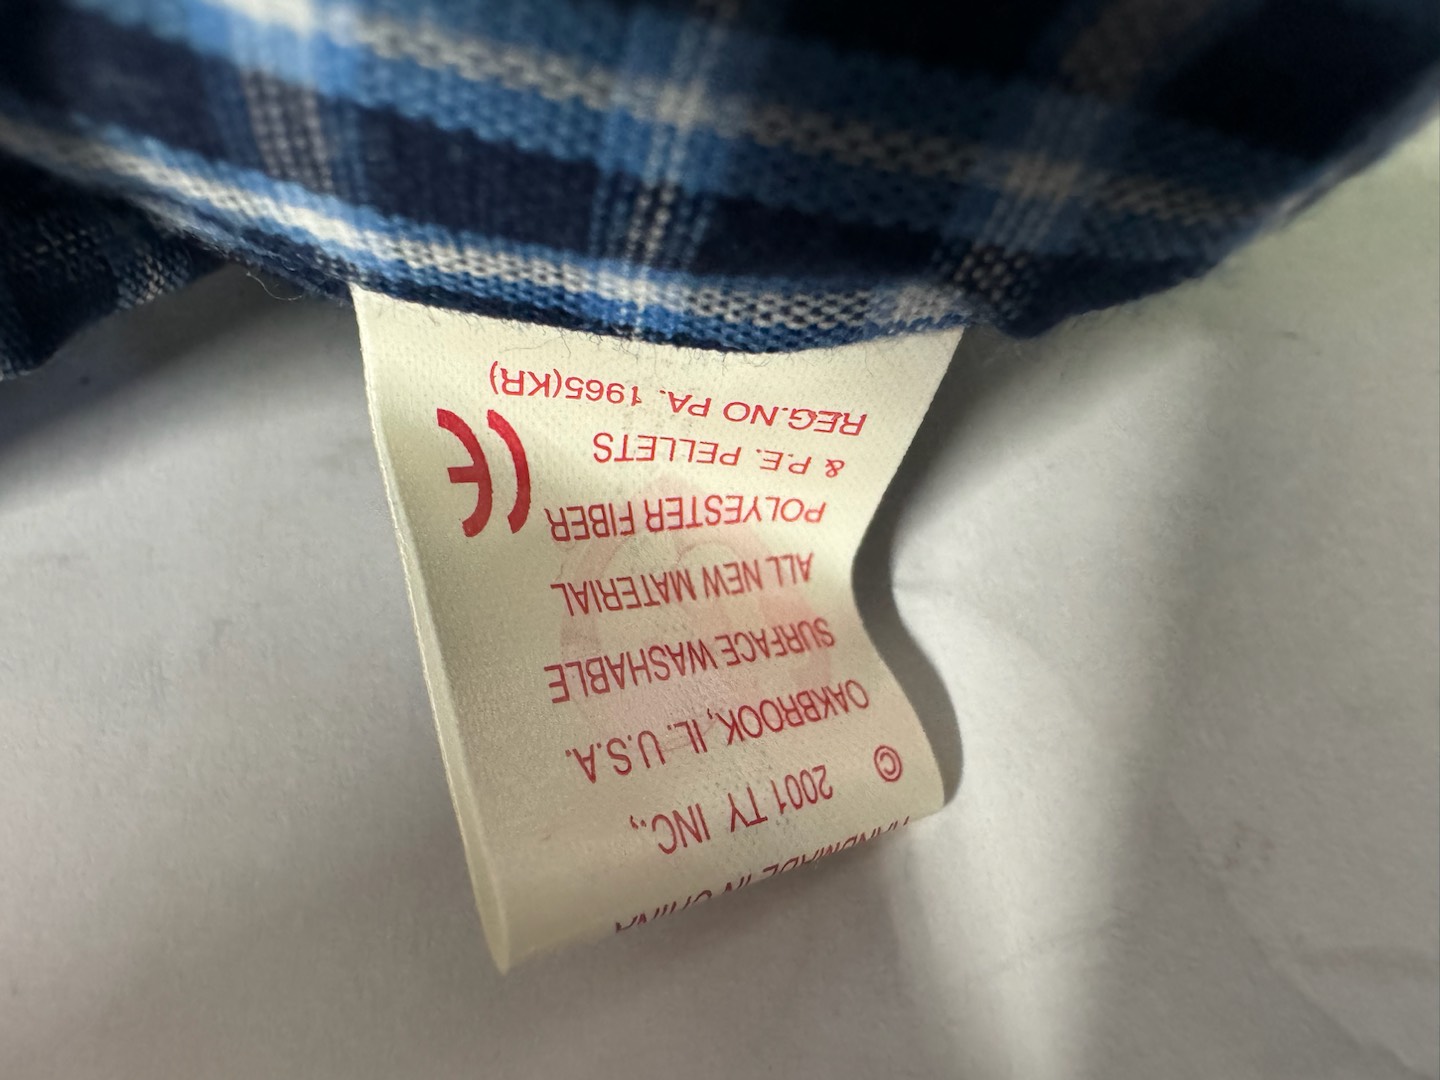 HANDMADE IN CHINA
© 2001 TY INC.,
OAKBROOK, IL. U.S.A.
SURFACE WASHABLE
ALL NEW MATERIAL
POLYESTER FIBER
& P.E. PELLETS
REG.NO PA. 1965(KR)
CE